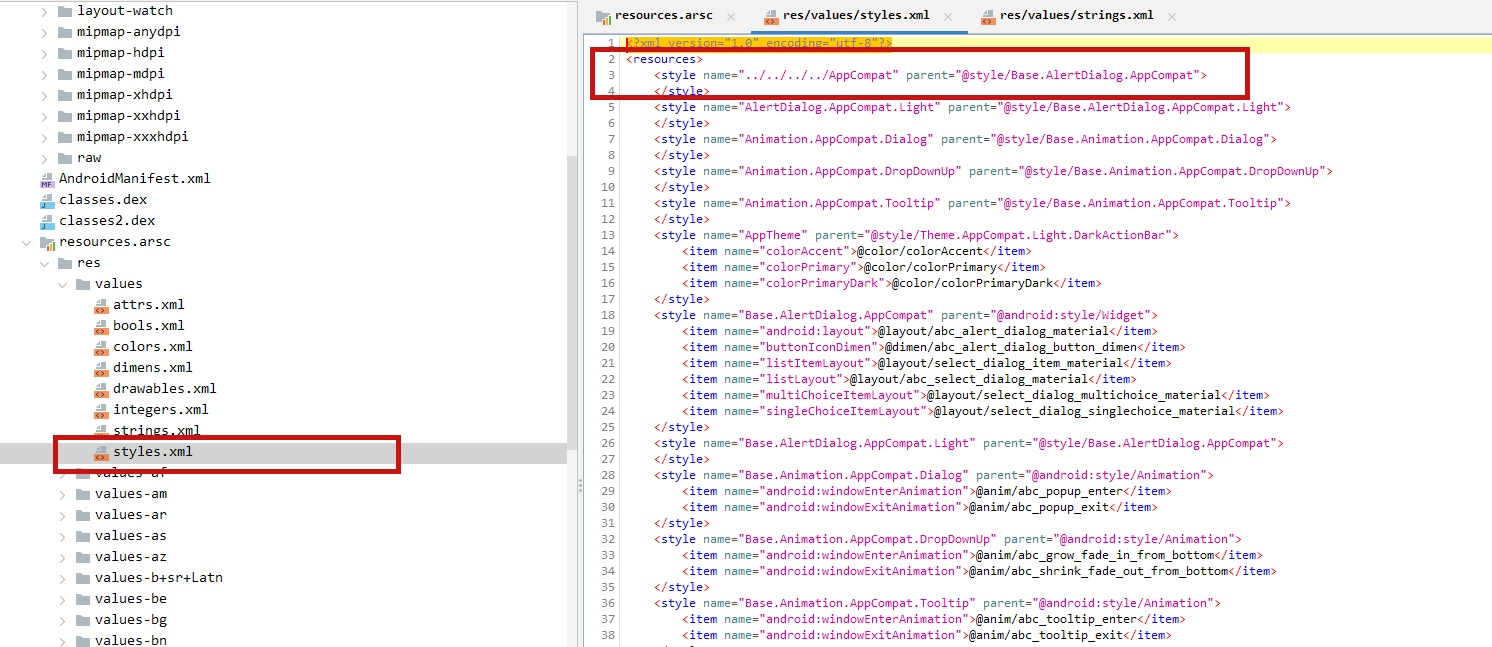 layout-watch
mipmap-anydpi
mipmap-hdpi
mipmap-mdpi
mipmap-xhdpi
mipmap-xxhdpi
mipmap-xxxhdpi
raw
AndroidManifest.xml
classes.dex
classes2.dex
resources.arsc
res
values
attrs.xml
bools.xml
colors.xml
dimens.xml
drawables.xml
integers.xml
strings.xml
styles.xml
values-af
values-am
values-ar
values-as
values-az
values-b+sr+Latn
values-be
values-bg
values-bn
resources.arsc res/values/styles.xml res/values/strings.xml
1 <?xml version="1.0" encoding="utf-8"?>
2 <resources>
3 <style name="../../../../AppCompat" parent="@style/Base.AlertDialog.AppCompat">
4 </style>
5 <style name="AlertDialog.AppCompat.Light" parent="@style/Base.AlertDialog.AppCompat.Light">
6 </style>
7 <style name="Animation.AppCompat.Dialog" parent="@style/Base.Animation.AppCompat.Dialog">
8 </style>
9 <style name="Animation.AppCompat.DropDownUp" parent="@style/Base.Animation.AppCompat.DropDownUp">
10 </style>
11 <style name="Animation.AppCompat.Tooltip" parent="@style/Base.Animation.AppCompat.Tooltip">
12 </style>
13 <style name="AppTheme" parent="@style/Theme.AppCompat.Light.DarkActionBar">
14 <item name="colorAccent">@color/colorAccent</item>
15 <item name="colorPrimary">@color/colorPrimary</item>
16 <item name="colorPrimaryDark">@color/colorPrimaryDark</item>
17 </style>
18 <style name="Base.AlertDialog.AppCompat" parent="@android:style/Widget">
19 <item name="android:layout">@layout/abc_alert_dialog_material</item>
20 <item name="buttonIconDimen">@dimen/abc_alert_dialog_button_dimen</item>
21 <item name="listItemLayout">@layout/select_dialog_item_material</item>
22 <item name="listLayout">@layout/abc_select_dialog_material</item>
23 <item name="multiChoiceItemLayout">@layout/select_dialog_multichoice_material</item>
24 <item name="singleChoiceItemLayout">@layout/select_dialog_singlechoice_material</item>
25 </style>
26 <style name="Base.AlertDialog.AppCompat.Light" parent="@style/Base.AlertDialog.AppCompat">
27 </style>
28 <style name="Base.Animation.AppCompat.Dialog" parent="@android:style/Animation">
29 <item name="android:windowEnterAnimation">@anim/abc_popup_enter</item>
30 <item name="android:windowExitAnimation">@anim/abc_popup_exit</item>
31 </style>
32 <style name="Base.Animation.AppCompat.DropDownUp" parent="@android:style/Animation">
33 <item name="android:windowEnterAnimation">@anim/abc_grow_fade_in_from_bottom</item>
34 <item name="android:windowExitAnimation">@anim/abc_shrink_fade_out_from_bottom</item>
35 </style>
36 <style name="Base.Animation.AppCompat.Tooltip" parent="@android:style/Animation">
37 <item name="android:windowEnterAnimation">@anim/abc_tooltip_enter</item>
38 <item name="android:windowExitAnimation">@anim/abc_tooltip_exit</item>